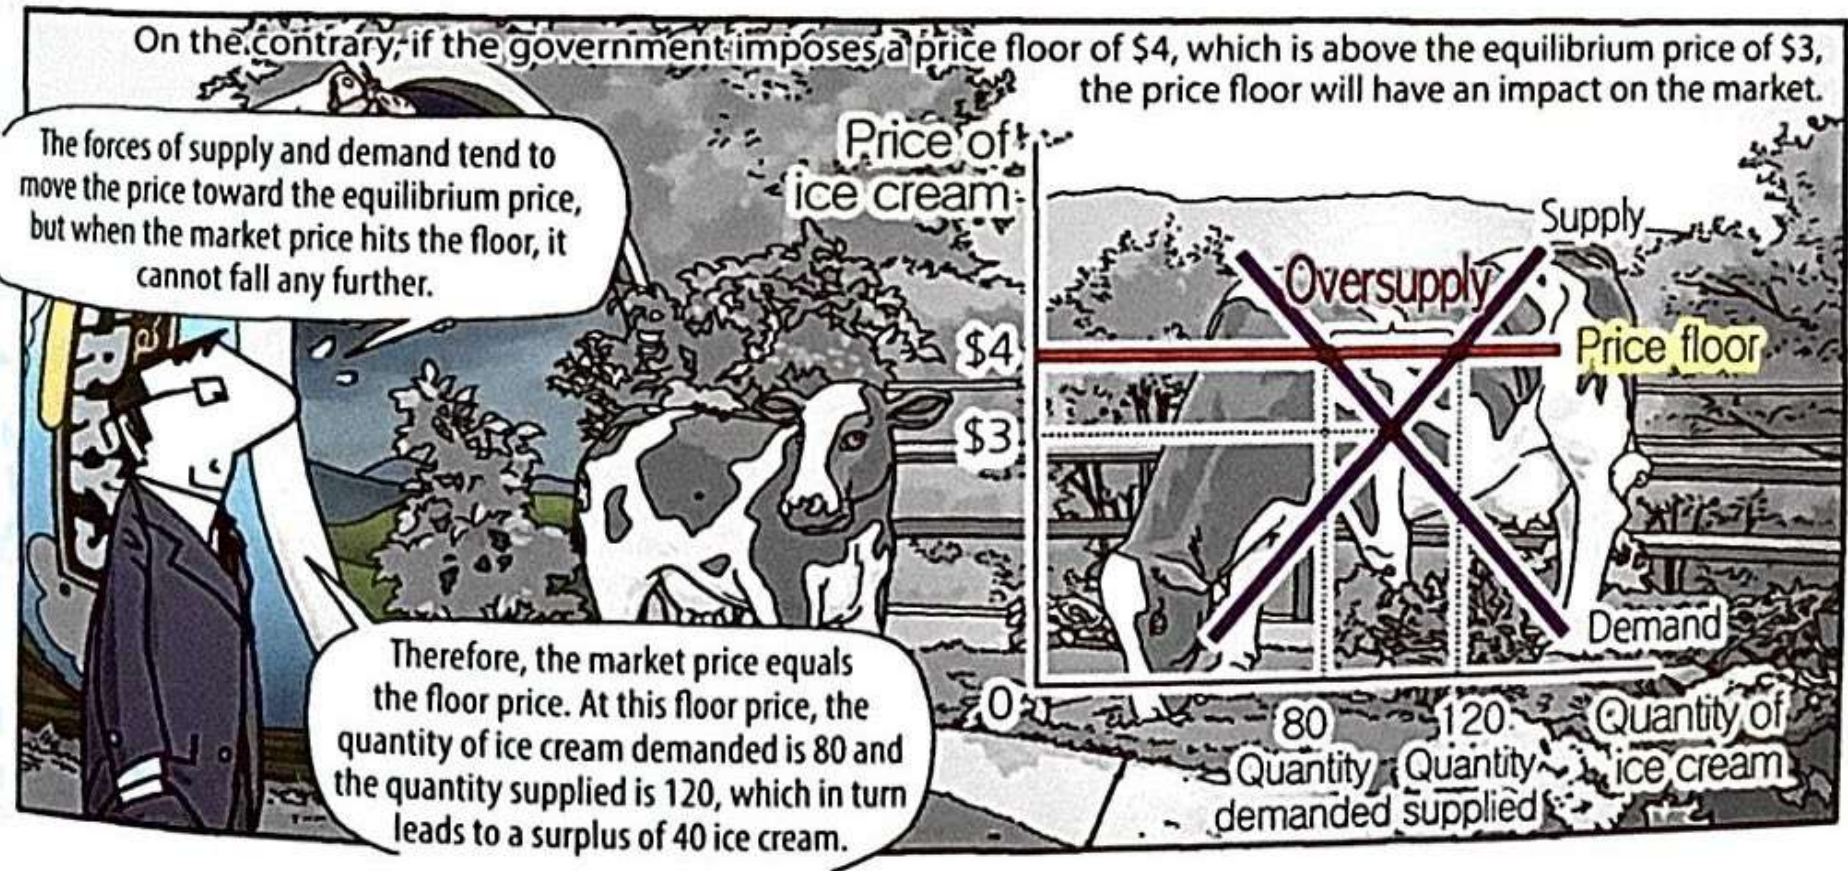 On the contrary, if the government imposes a price floor of $4, which is above the equilibrium price of $3,
the price floor will have an impact on the market.
The forces of supply and demand tend to
move the price toward the equilibrium price,
but when the market price hits the floor, it
cannot fall any further.
Price of
ice cream
Supply
Oversupply
$4
Price floor
$3
Demand
0
80
120
Quantity of
ice cream
Quantity
demanded
Quantity
supplied
Therefore, the market price equals
the floor price. At this floor price, the
quantity of ice cream demanded is 80 and
the quantity supplied is 120, which in turn
leads to a surplus of 40 ice cream.